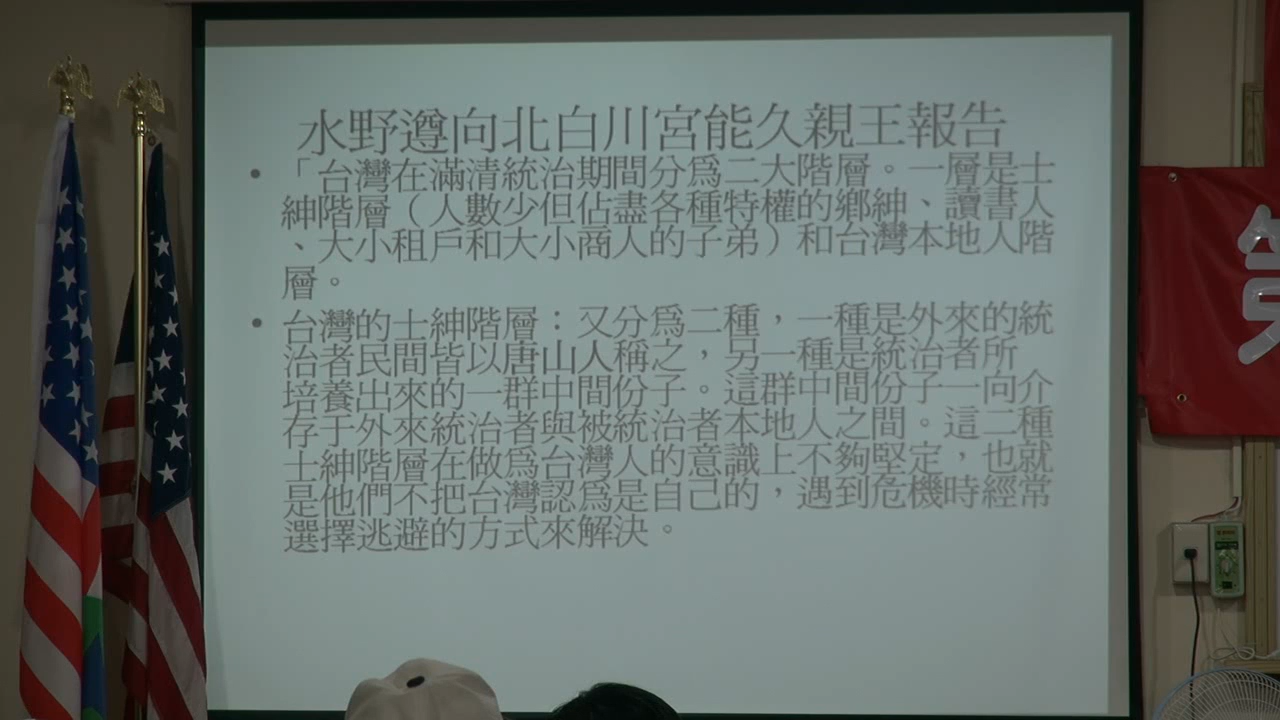 水野遵向北白川宮能久親王報告
• 「台灣在滿清統治期間分為二大階層。一層是士
紳階層（人數少但佔盡各種特權的鄉紳、讀書人
、大小租戶和大小商人的子弟）和台灣本地人階
層。
• 台灣的士紳階層：又分為二種，一種是外來的統
治者民間皆以唐山人稱之，另一種是統治者所
培養出來的一群中間份子。這群中間份子一向介
存于外來統治者與被統治者本地人之間。這二種
士紳階層在做為台灣人的意識上不夠堅定，也就
是他們不把台灣認為是自己的，遇到危機時經常
選擇逃避的方式來解決。